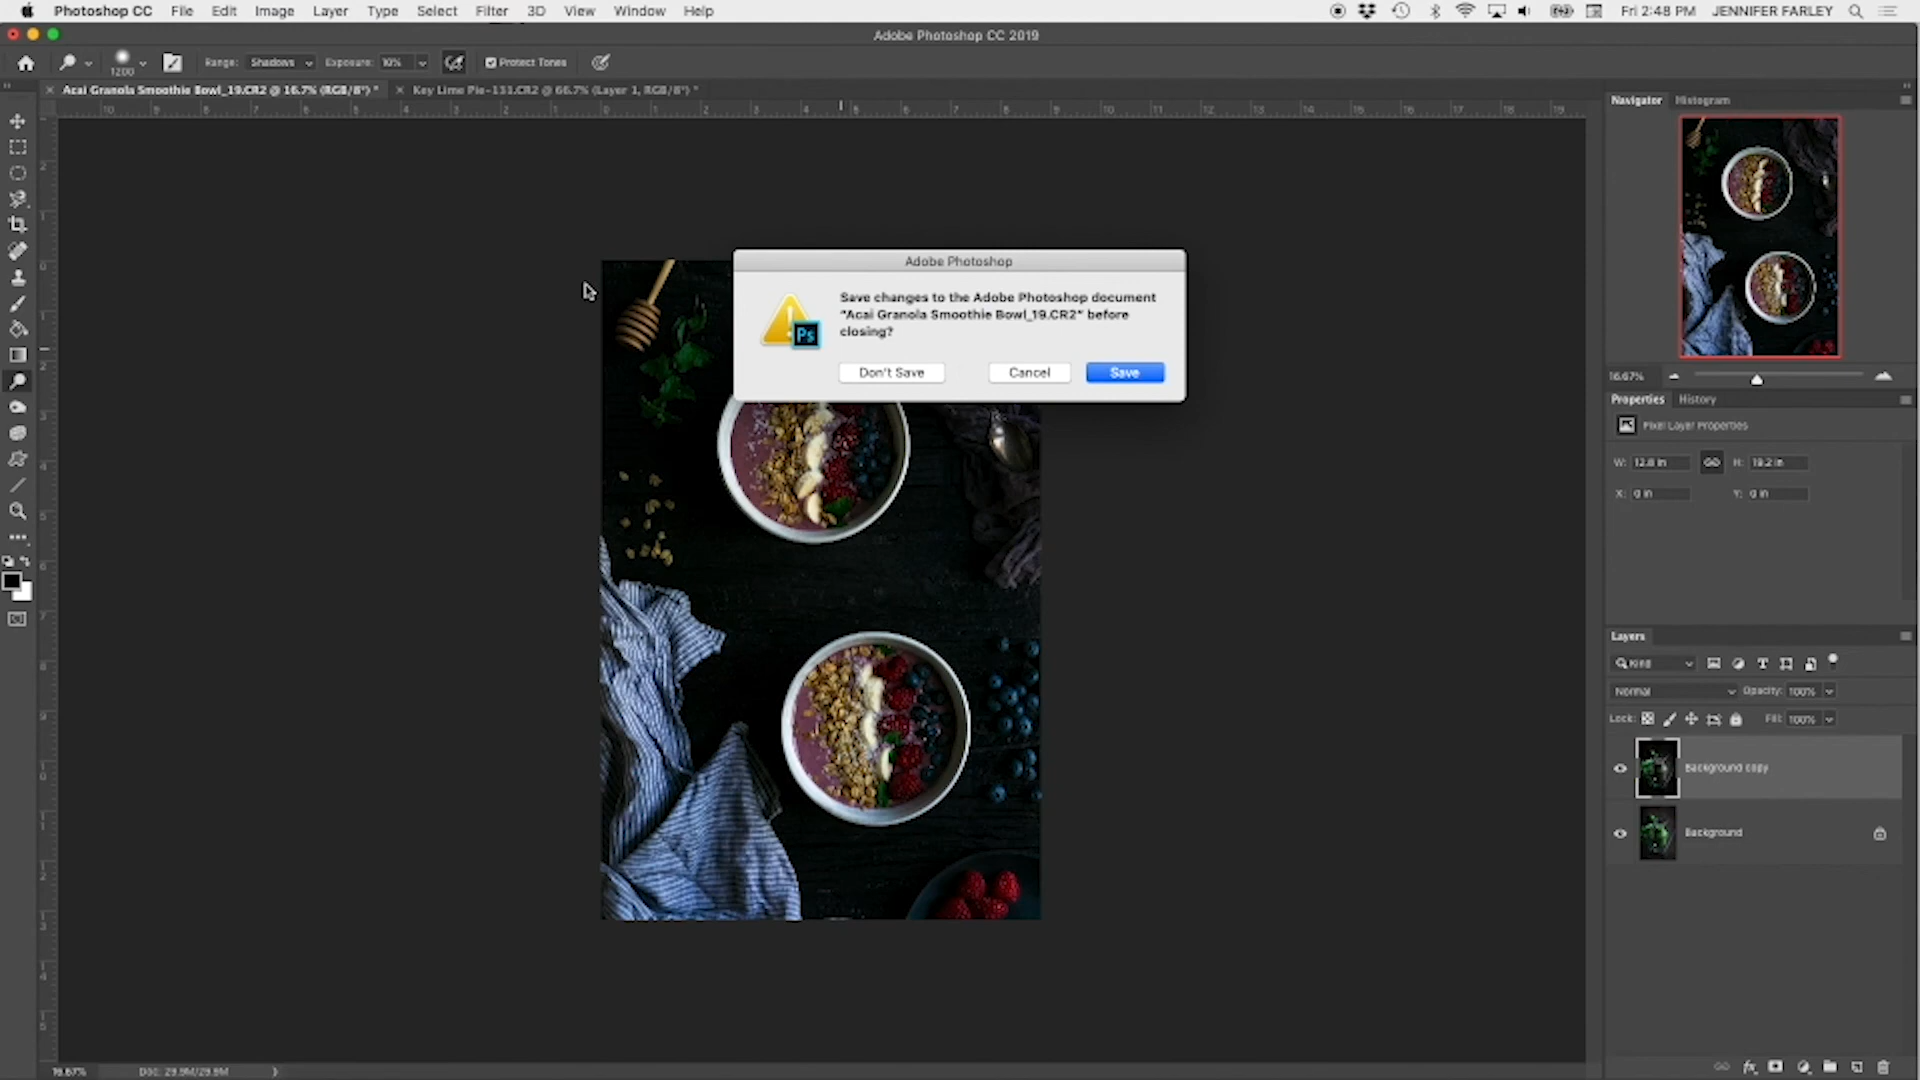 Photoshop CC File Edit Image Layer Type Select Filter 3D View Window Help Fri 2:48 PM JENNIFER FARLEY
Adobe Photoshop CC 2019
1200 Range: Shadows Exposure: 10% Protect Tones
Acai Granola Smoothie Bowl_19.CR2 @ 16.7% (RGB/8*) * Key Lime Pie-131.CR2 @ 66.7% (Layer 1, RGB/8*) *
Navigator Histogram
Adobe Photoshop
Save changes to the Adobe Photoshop document
“Acai Granola Smoothie Bowl_19.CR2” before
closing?
Don't Save Cancel Save
Ps
16.67%
Properties History
Pixel Layer Properties
W: 12.8 in H: 19.2 in
X: 0 in Y: 0 in
Layers
Kind
Normal Opacity: 100%
Lock: Fill: 100%
Background copy
Background
16.67% Doc: 29.9M/29.9M